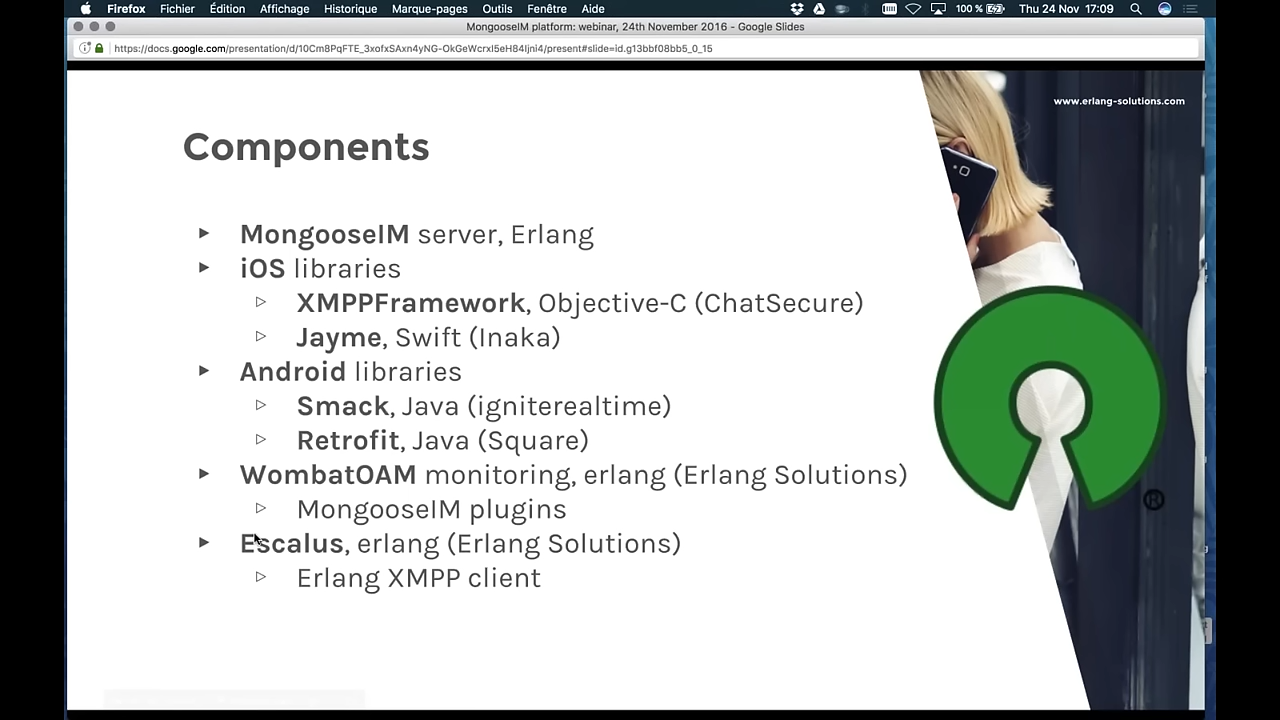 Firefox Fichier Édition Affichage Historique Marque-pages Outils Fenêtre Aide 100 % Thu 24 Nov 17:09
MongooseIM platform: webinar, 24th November 2016 - Google Slides
https://docs.google.com/presentation/d/10Cm8PqFTE_3xofxSAxn4yNG-OkGeWcrxI5eH84Ijni4/present#slide=id.g13bbf08bb5_0_15
www.erlang-solutions.com
Components
MongooseIM server, Erlang
iOS libraries
XMPPFramework, Objective-C (ChatSecure)
Jayme, Swift (Inaka)
Android libraries
Smack, Java (igniterealtime)
Retrofit, Java (Square)
WombatOAM monitoring, erlang (Erlang Solutions)
MongooseIM plugins
Escalus, erlang (Erlang Solutions)
Erlang XMPP client
®